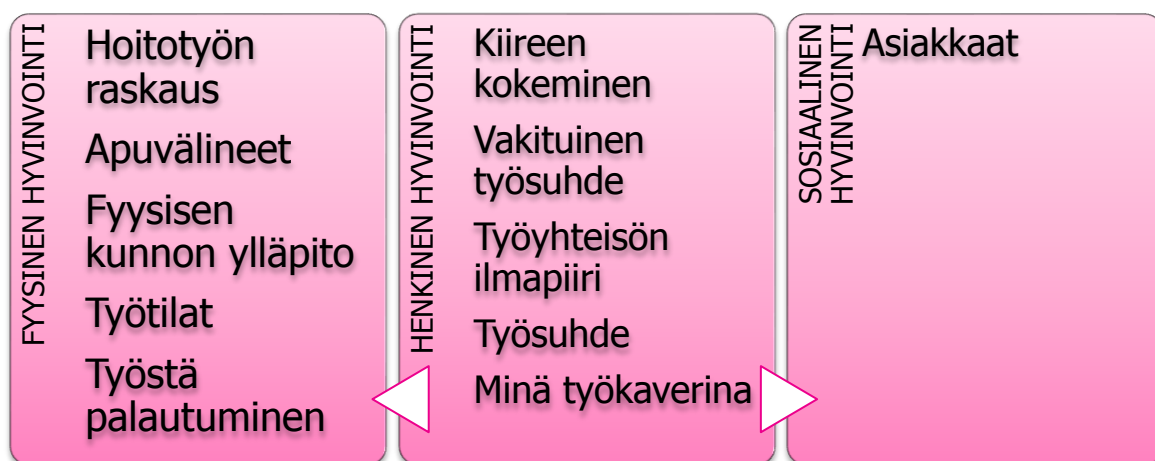 FYYSINEN HYVINVOINTI
Hoitotyön
raskaus
Apuvälineet
Fyysisen
kunnon ylläpito
Työtilat
Työstä
palautuminen
HENKINEN HYVINVOINTI
Kiireen
kokeminen
Vakituinen
työsuhde
Työyhteisön
ilmapiiri
Työsuhde
Minä työkaverina
SOSIAALINEN
HYVINVOINTI
Asiakkaat